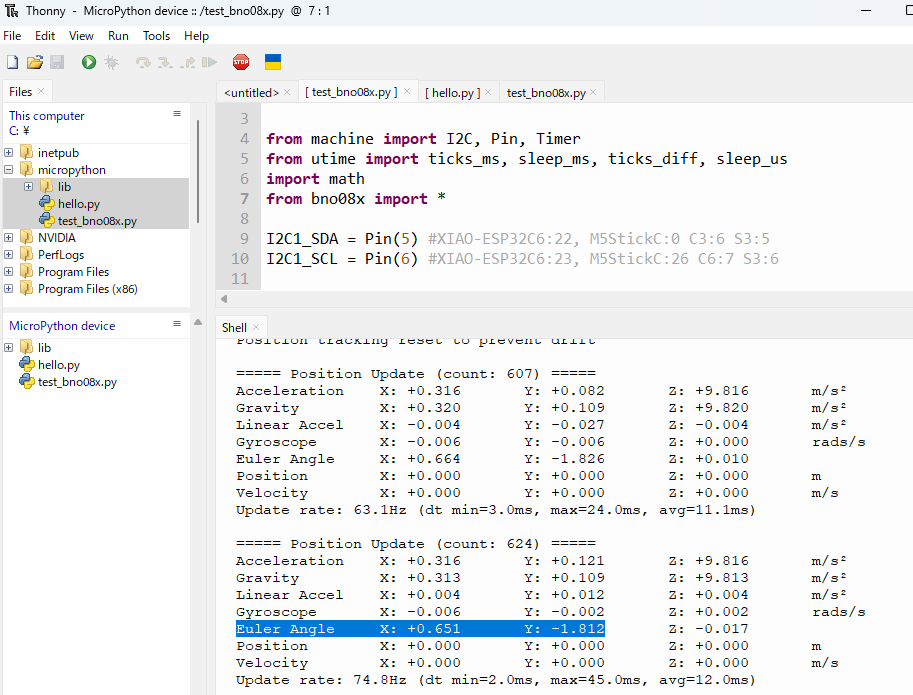 Thonny - MicroPython device :: /test_bno08x.py @ 7 : 1
File Edit View Run Tools Help
STOP
Files ×
This computer
C: ¥
inetpub
micropython
lib
hello.py
test_bno08x.py
NVIDIA
PerfLogs
Program Files
Program Files (x86)
MicroPython device
lib
hello.py
test_bno08x.py
<untitled> × [ test_bno08x.py ] × [ hello.py ] × test_bno08x.py ×
3
4 from machine import I2C, Pin, Timer
5 from utime import ticks_ms, sleep_ms, ticks_diff, sleep_us
6 import math
7 from bno08x import *
8
9 I2C1_SDA = Pin(5) #XIAO-ESP32C6:22, M5StickC:0 C3:6 S3:5
10 I2C1_SCL = Pin(6) #XIAO-ESP32C6:23, M5StickC:26 C6:7 S3:6
11
Shell ×
Position tracking reset to prevent drift
===== Position Update (count: 607) =====
Acceleration X: +0.316 Y: +0.082 Z: +9.816 m/s²
Gravity X: +0.320 Y: +0.109 Z: +9.820 m/s²
Linear Accel X: -0.004 Y: -0.027 Z: -0.004 m/s²
Gyroscope X: -0.006 Y: -0.006 Z: +0.000 rads/s
Euler Angle X: +0.664 Y: -1.826 Z: +0.010
Position X: +0.000 Y: +0.000 Z: +0.000 m
Velocity X: +0.000 Y: +0.000 Z: +0.000 m/s
Update rate: 63.1Hz (dt min=3.0ms, max=24.0ms, avg=11.1ms)
===== Position Update (count: 624) =====
Acceleration X: +0.316 Y: +0.121 Z: +9.816 m/s²
Gravity X: +0.313 Y: +0.109 Z: +9.813 m/s²
Linear Accel X: +0.004 Y: +0.012 Z: +0.004 m/s²
Gyroscope X: -0.006 Y: -0.002 Z: +0.002 rads/s
Euler Angle X: +0.651 Y: -1.812 Z: -0.017
Position X: +0.000 Y: +0.000 Z: +0.000 m
Velocity X: +0.000 Y: +0.000 Z: +0.000 m/s
Update rate: 74.8Hz (dt min=2.0ms, max=45.0ms, avg=12.0ms)